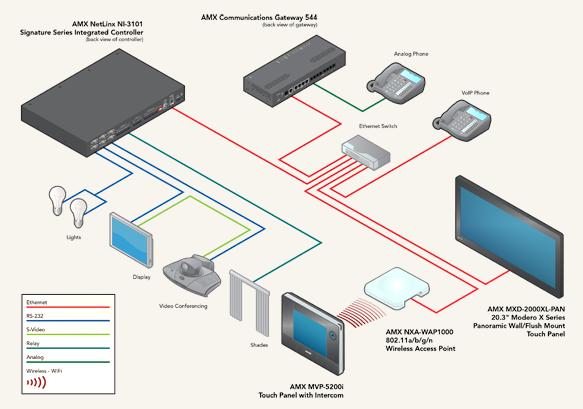 AMX NetLinx NI-3101
Signature Series Integrated Controller
(back view of controller)
AMX Communications Gateway 544
(back view of gateway)
Analog Phone
VoIP Phone
Ethernet Switch
Lights
Display
Video Conferencing
Shades
AMX NXA-WAP1000
802.11a/b/g/n
Wireless Access Point
AMX MXD-2000XL-PAN
20.3" Modero X Series
Panoramic Wall/Flush Mount
Touch Panel
AMX MVP-5200i
Touch Panel with Intercom
Ethernet
RS-232
S-Video
Relay
Analog
Wireless - WiFi